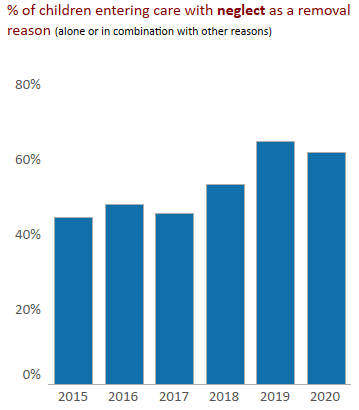 % of children entering care with neglect as a removal
reason (alone or in combination with other reasons)
80%
60%
40%
20%
0%
2015 2016 2017 2018 2019 2020